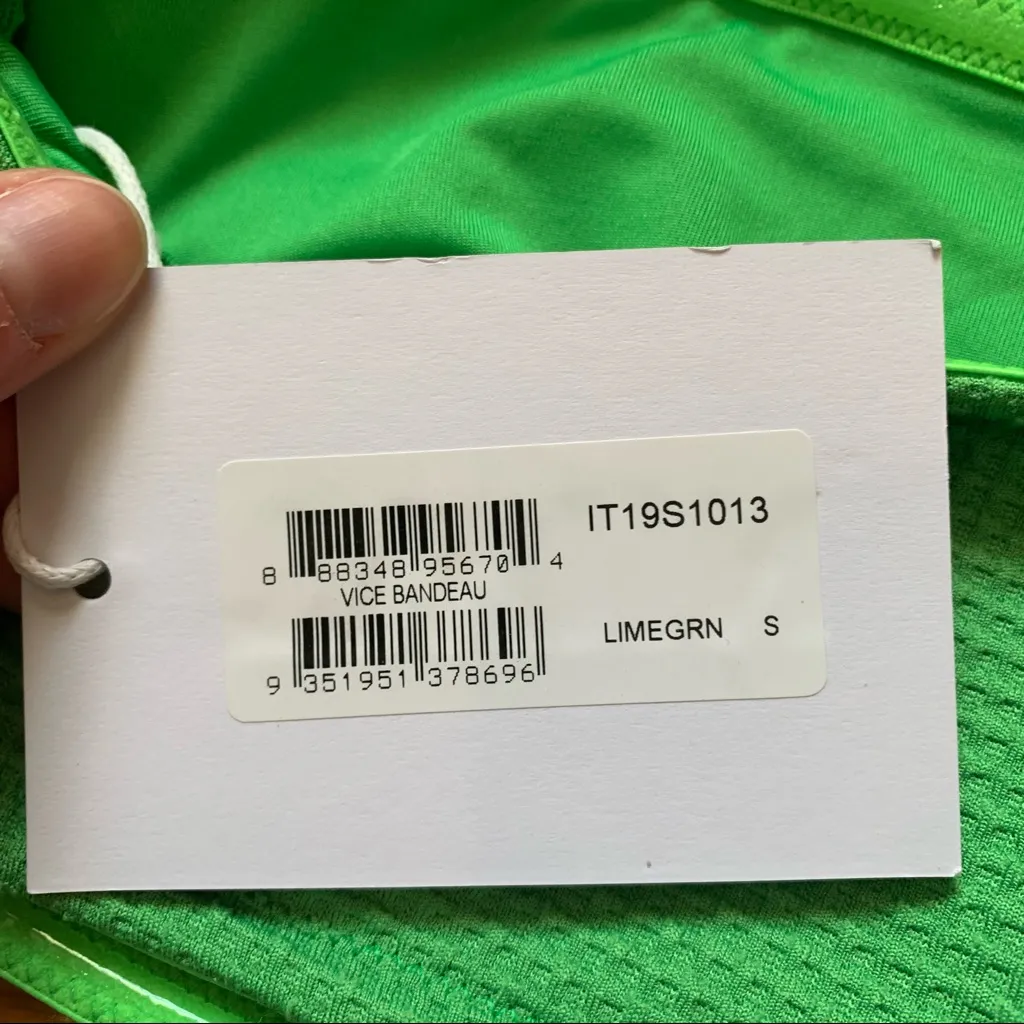 IT19S1013
8 88348 95670 4
VICE BANDEAU
LIMEGRN S
9 351951 378696